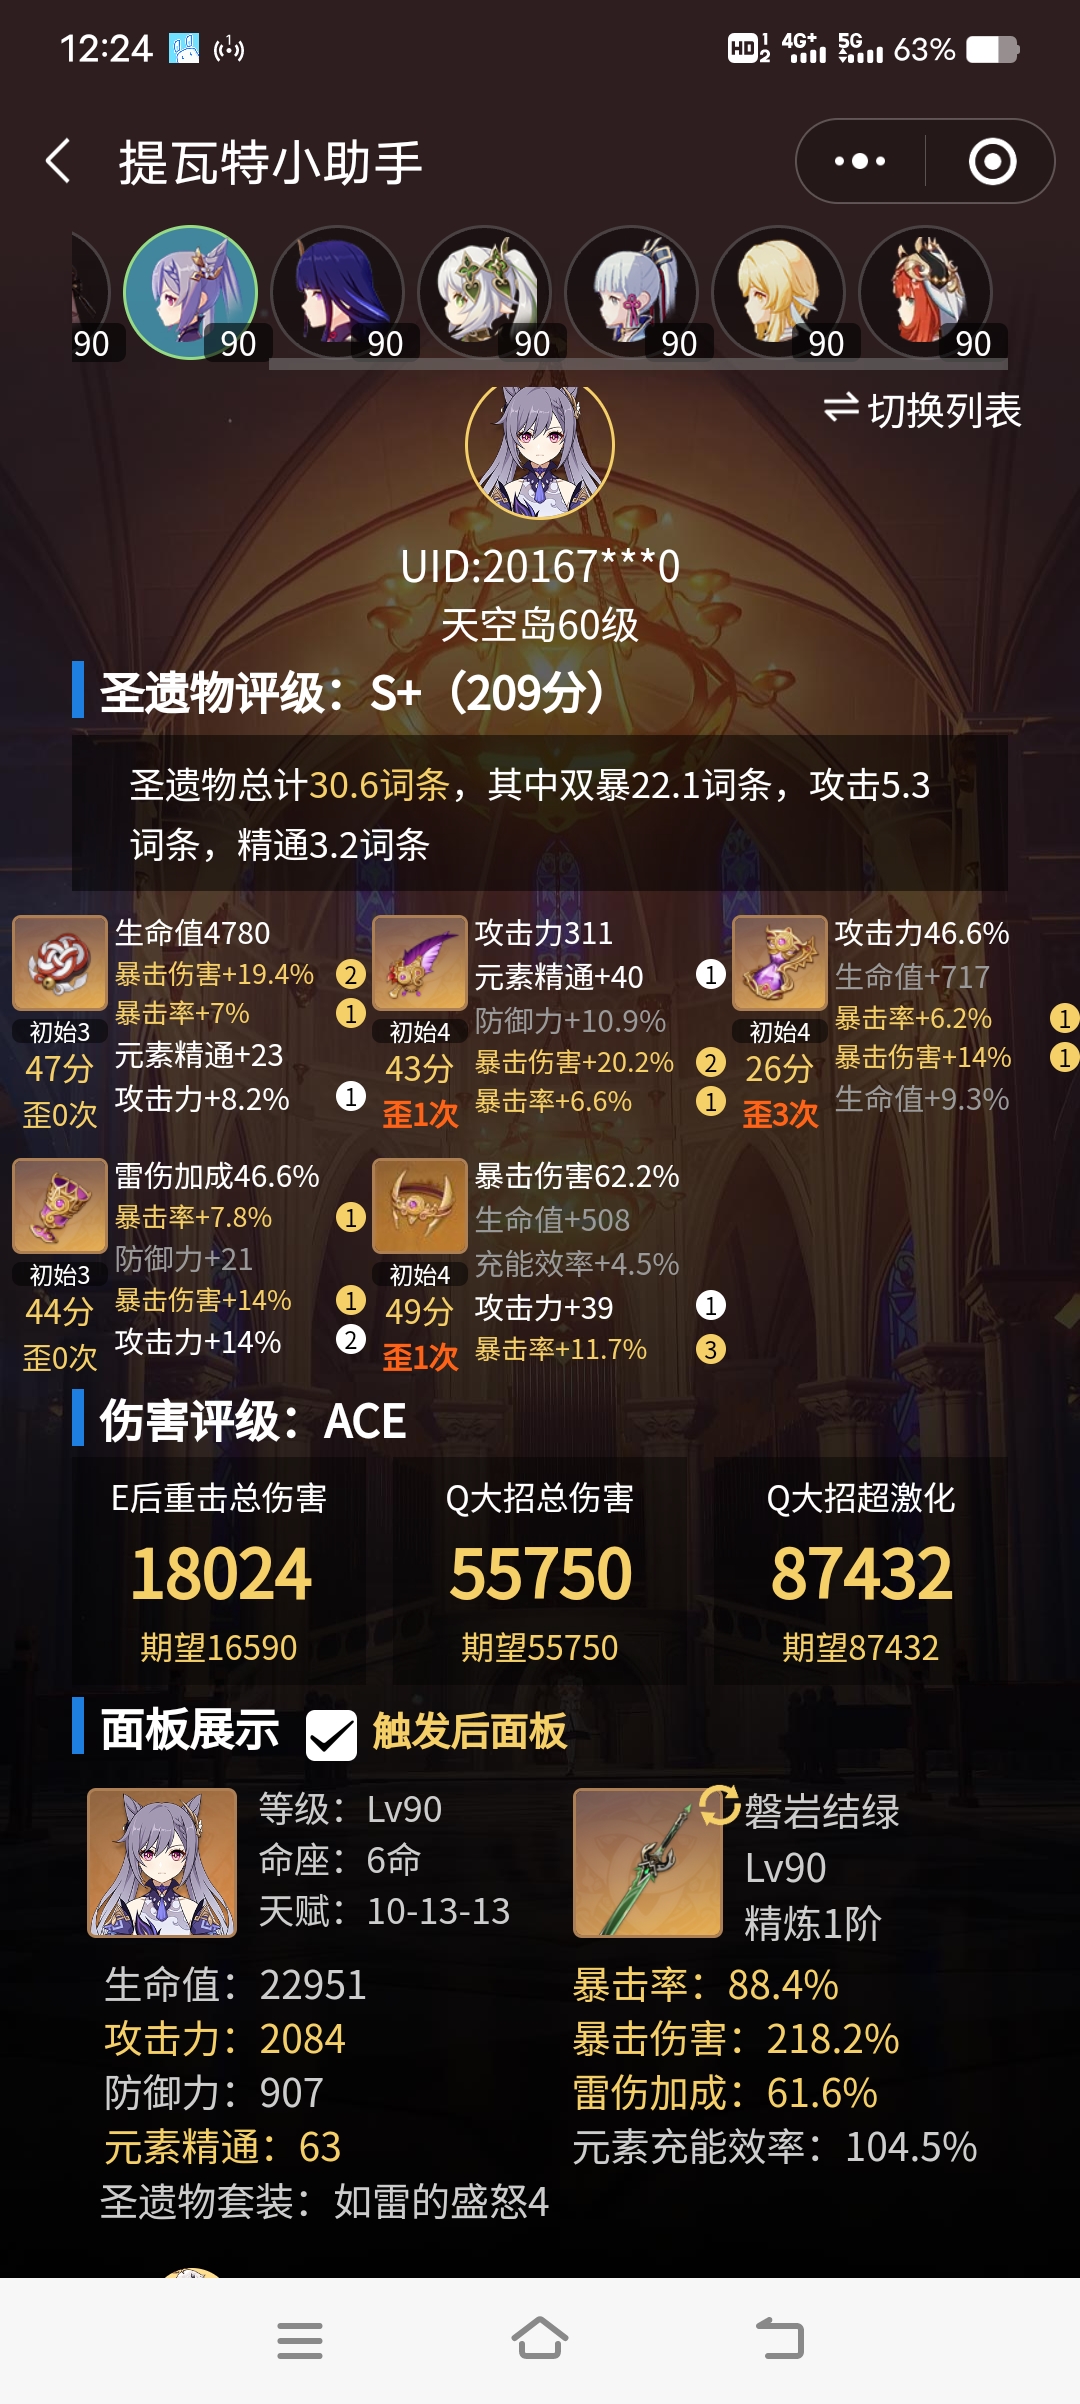 12:24
HD 1 2 4G+ 5G 63%
提瓦特小助手
90 90 90 90 90 90 90
切换列表
UID:20167***0
天空岛60级
圣遗物评级：S+（209分）
圣遗物总计30.6词条，其中双暴22.1词条，攻击5.3
词条，精通3.2词条
生命值4780
暴击伤害+19.4% 2
暴击率+7% 1
元素精通+23
攻击力+8.2% 1
初始3
47分
歪0次
攻击力311
元素精通+40 1
防御力+10.9%
暴击伤害+20.2% 2
暴击率+6.6% 1
初始4
43分
歪1次
攻击力46.6%
生命值+717
暴击率+6.2% 1
暴击伤害+14% 1
生命值+9.3%
初始4
26分
歪3次
雷伤加成46.6%
暴击率+7.8% 1
防御力+21
暴击伤害+14% 1
攻击力+14% 2
初始3
44分
歪0次
暴击伤害62.2%
生命值+508
充能效率+4.5%
攻击力+39 1
暴击率+11.7% 3
初始4
49分
歪1次
伤害评级：ACE
E后重击总伤害 Q大招总伤害 Q大招超激化
18024 55750 87432
期望16590 期望55750 期望87432
面板展示 触发后面板
等级：Lv90
命座：6命
天赋：10-13-13
磐岩结绿
Lv90
精炼1阶
生命值：22951 暴击率：88.4%
攻击力：2084 暴击伤害：218.2%
防御力：907 雷伤加成：61.6%
元素精通：63 元素充能效率：104.5%
圣遗物套装：如雷的盛怒4